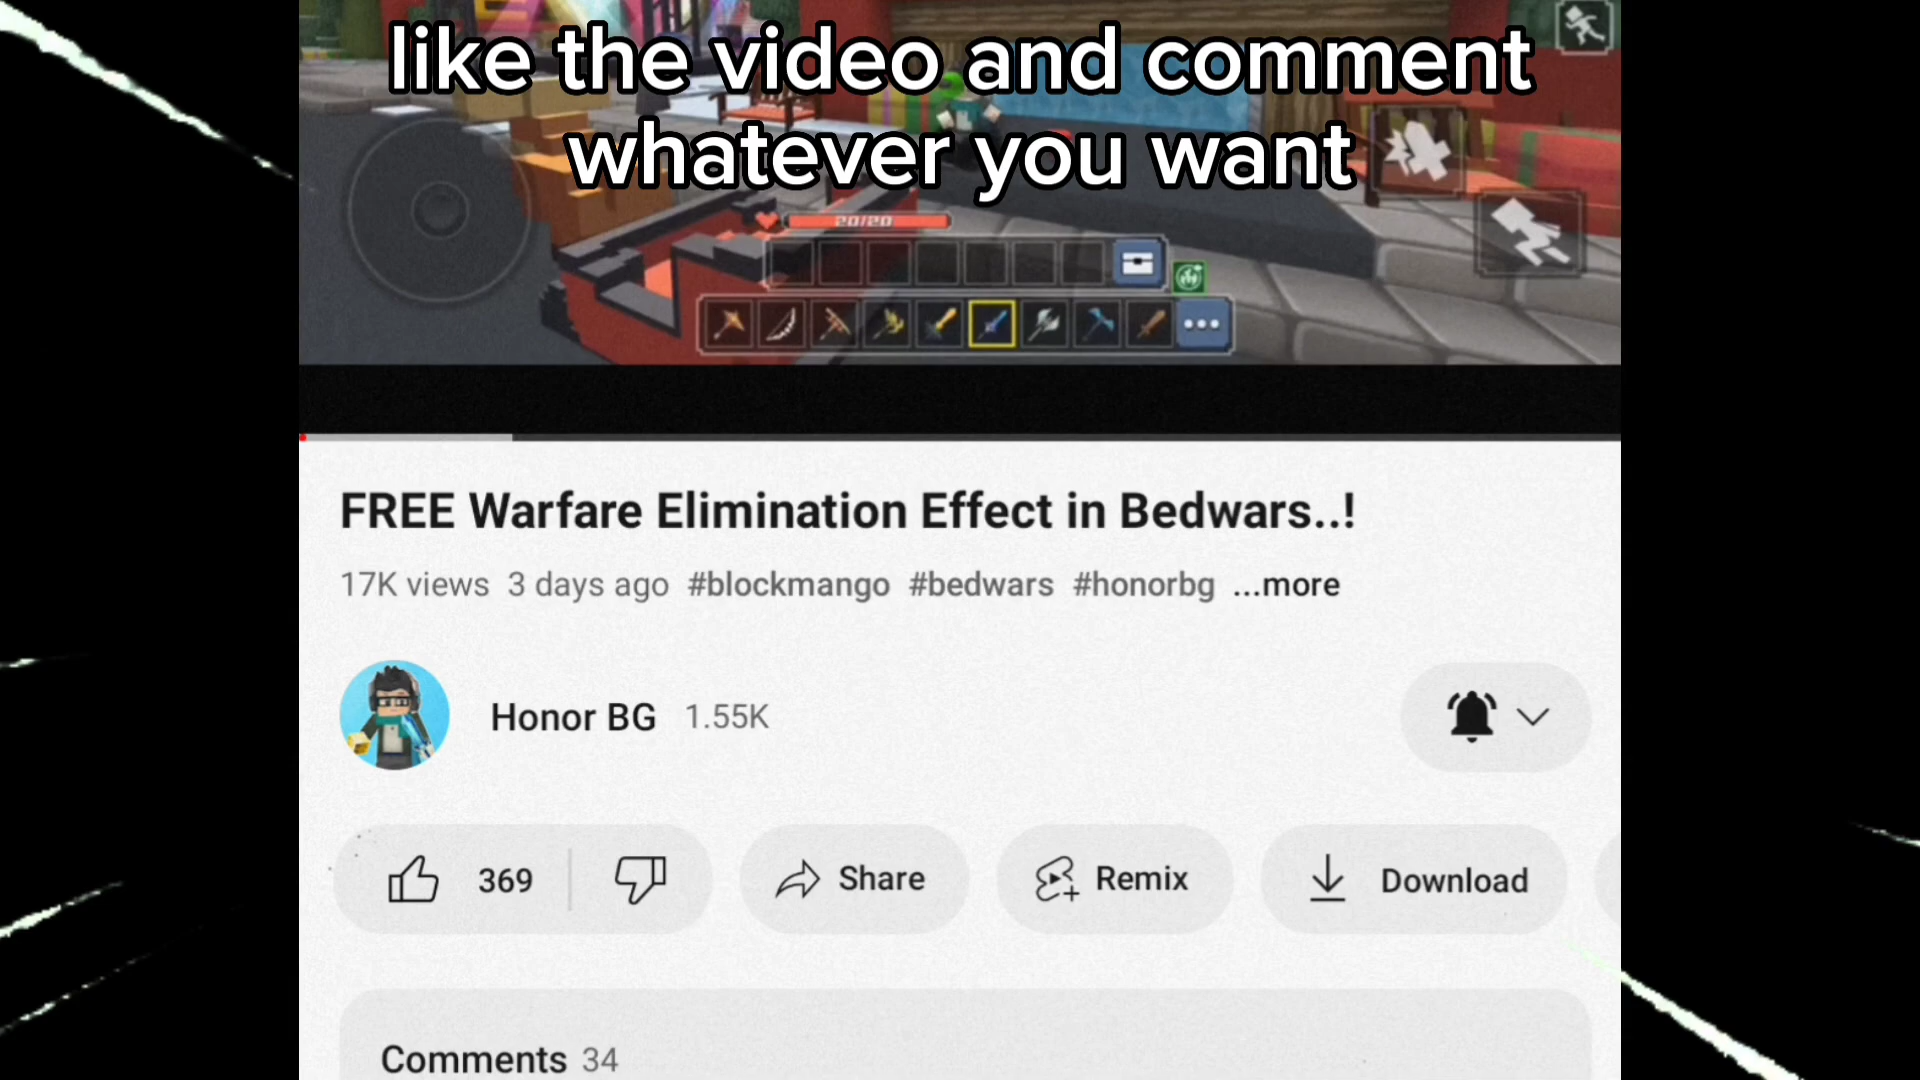 like the video and comment
whatever you want
20/20
FREE Warfare Elimination Effect in Bedwars..!
17K views 3 days ago #blockmango #bedwars #honorbg ...more
Honor BG 1.55K
369 Share Remix Download
Comments 34